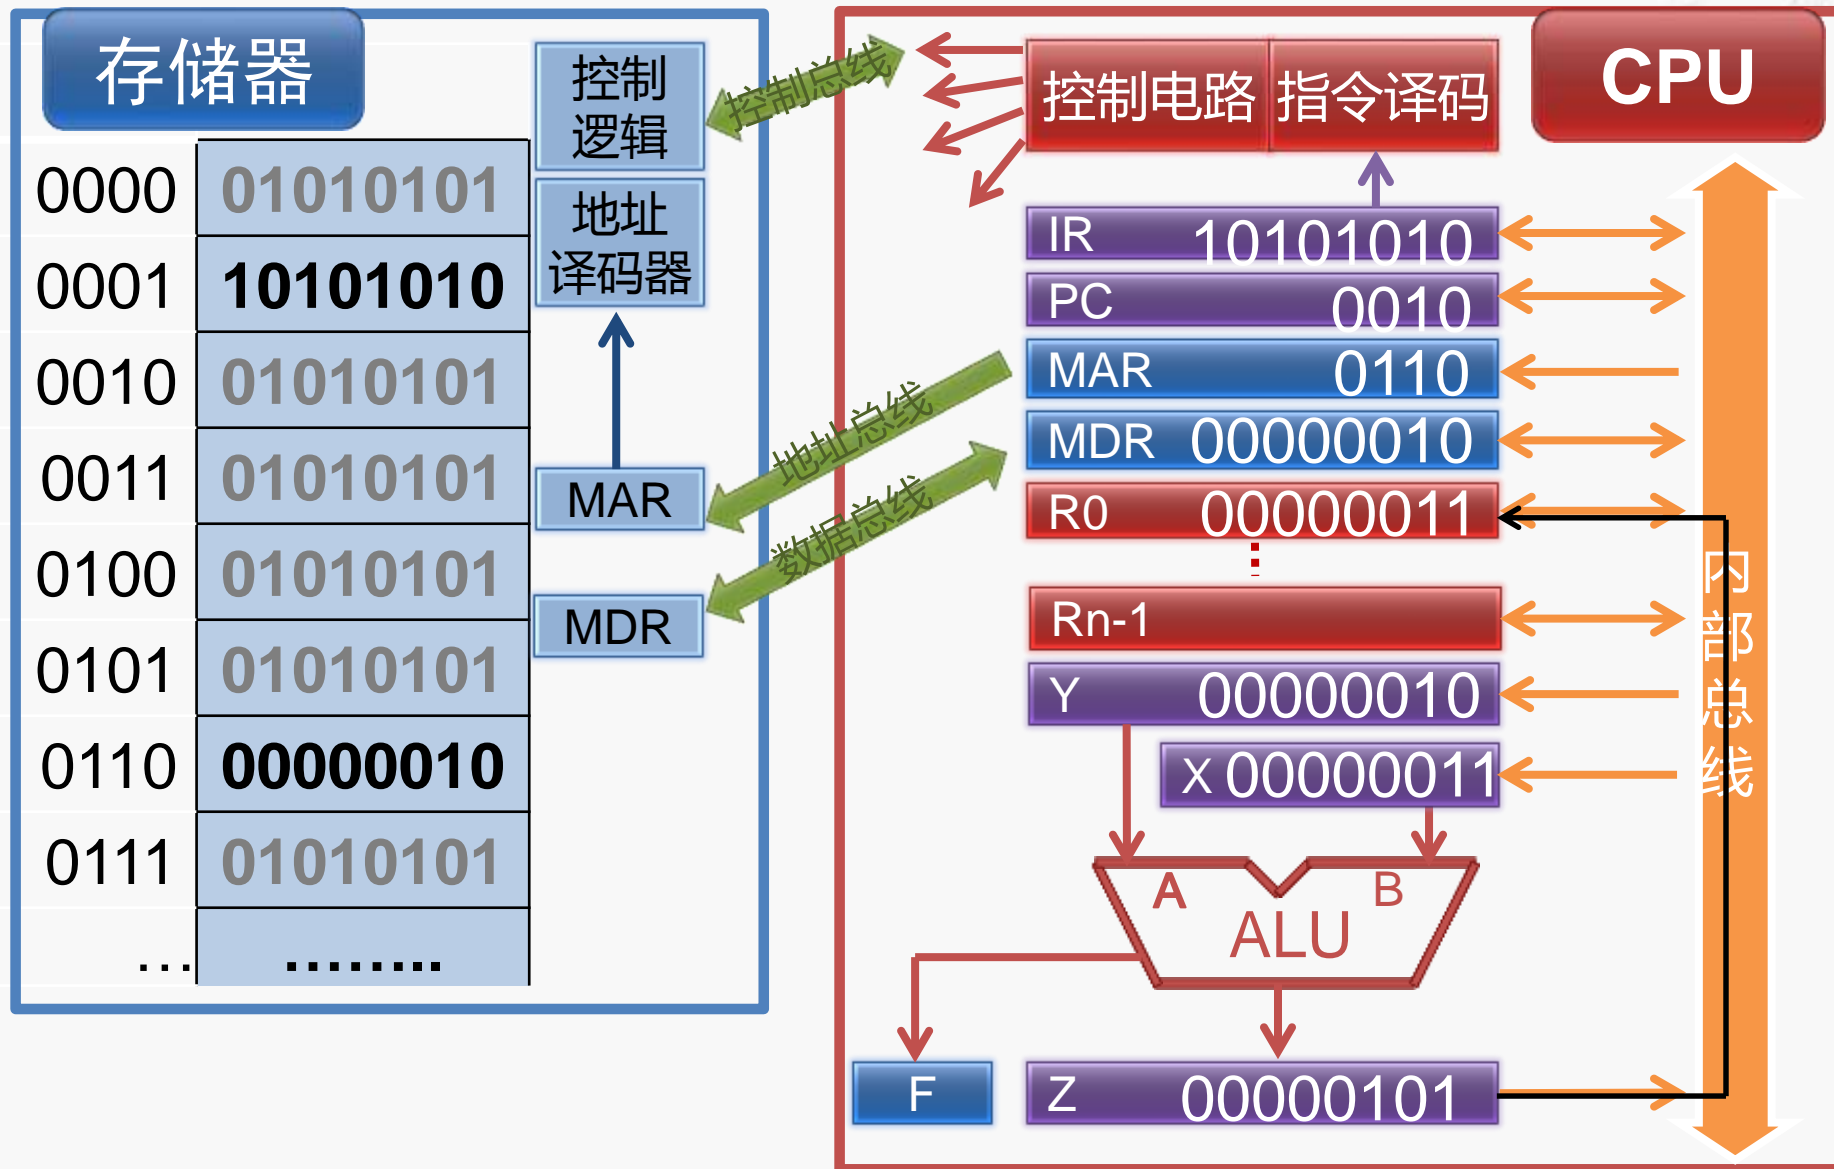 存储器
0000 01010101
0001 10101010
0010 01010101
0011 01010101
0100 01010101
0101 01010101
0110 00000010
0111 01010101
... ........
控制
逻辑
地址
译码器
MAR
MDR
控制总线
地址总线
数据总线
CPU
控制电路 指令译码
IR 10101010
PC 0010
MAR 0110
MDR 00000010
R0 00000011
Rn-1
Y 00000010
X 00000011
A B
ALU
F
Z 00000101
内
部
总
线